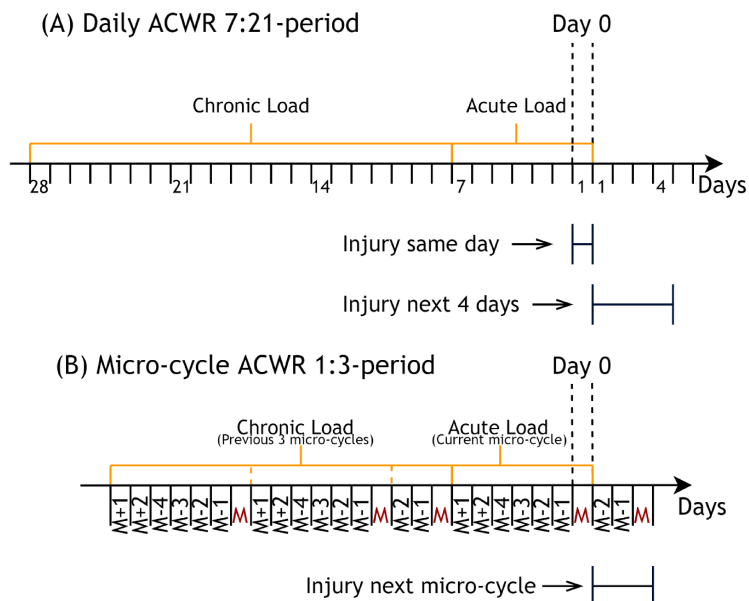 (A) Daily ACWR 7:21-period
Day 0
Chronic Load
Acute Load
28 21 14 7 1 1 4
Days
Injury same day
Injury next 4 days
(B) Micro-cycle ACWR 1:3-period
Day 0
Chronic Load
(Previous 3 micro-cycles)
Acute Load
(Current micro-cycle)
M+1 M+2 M-4 M-3 M-2 M-1 M M+1 M+2 M-4 M-3 M-2 M-1 M M-2 M-1 M M+1 M+2 M-4 M-3 M-2 M-1 M M-2 M-1 M
Days
Injury next micro-cycle